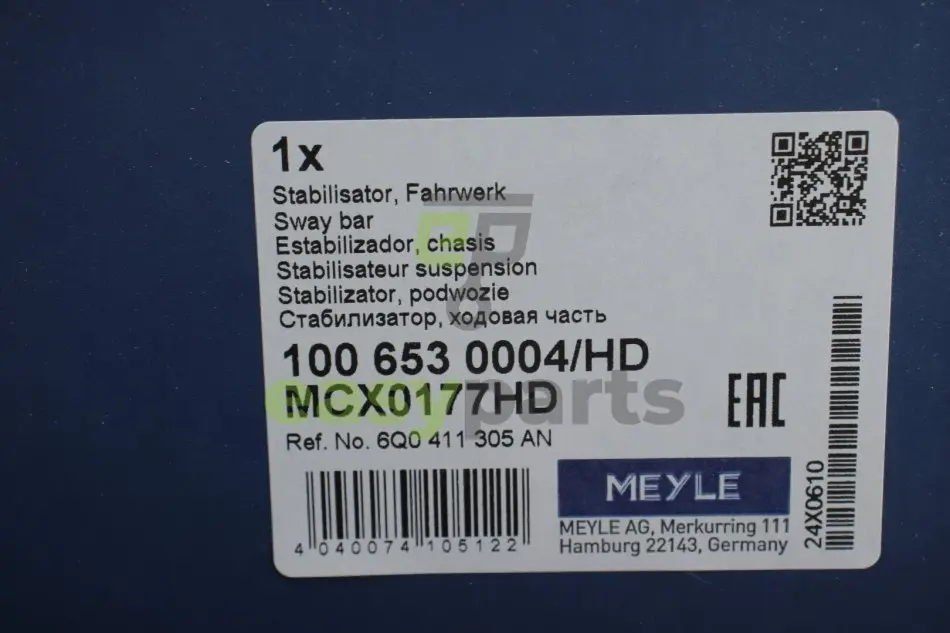 1x
Stabilisator, Fahrwerk
Sway bar
Estabilizador, chasis
Stabilisateur suspension
Stabilizator, podwozie
Стабилизатор, ходовая часть
100 653 0004/HD
MCX0177HD
easyparts
Ref. No. 6Q0 411 305 AN
EAC
4 040074 105122
MEYLE
MEYLE AG, Merkurring 111
Hamburg 22143, Germany
24X0610